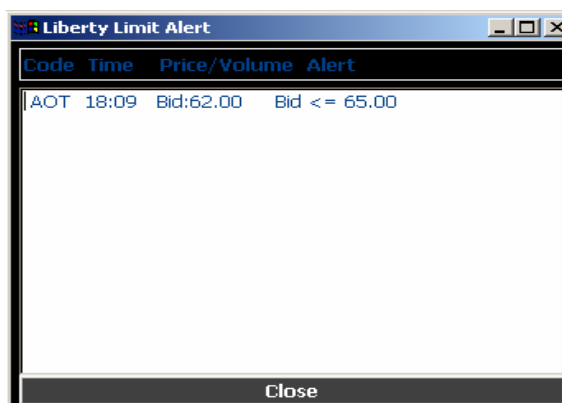 Liberty Limit Alert
Code Time Price/Volume Alert
AOT 18:09 Bid:62.00 Bid <= 65.00
Close